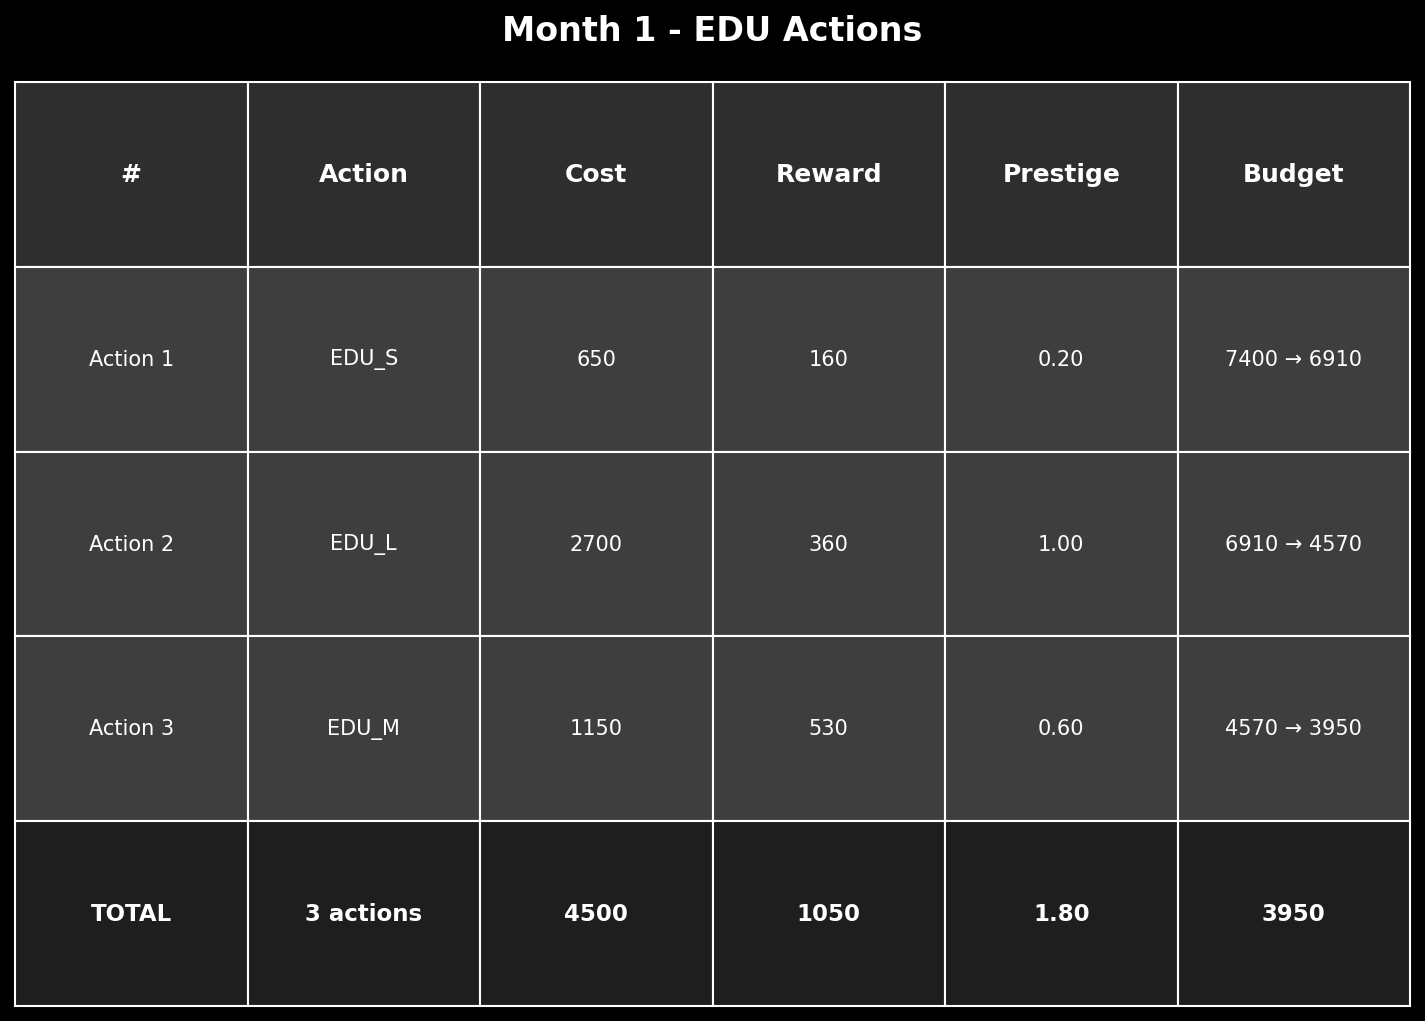 Month 1 - EDU Actions
# Action Cost Reward Prestige Budget
Action 1 EDU_S 650 160 0.20 7400 → 6910
Action 2 EDU_L 2700 360 1.00 6910 → 4570
Action 3 EDU_M 1150 530 0.60 4570 → 3950
TOTAL 3 actions 4500 1050 1.80 3950